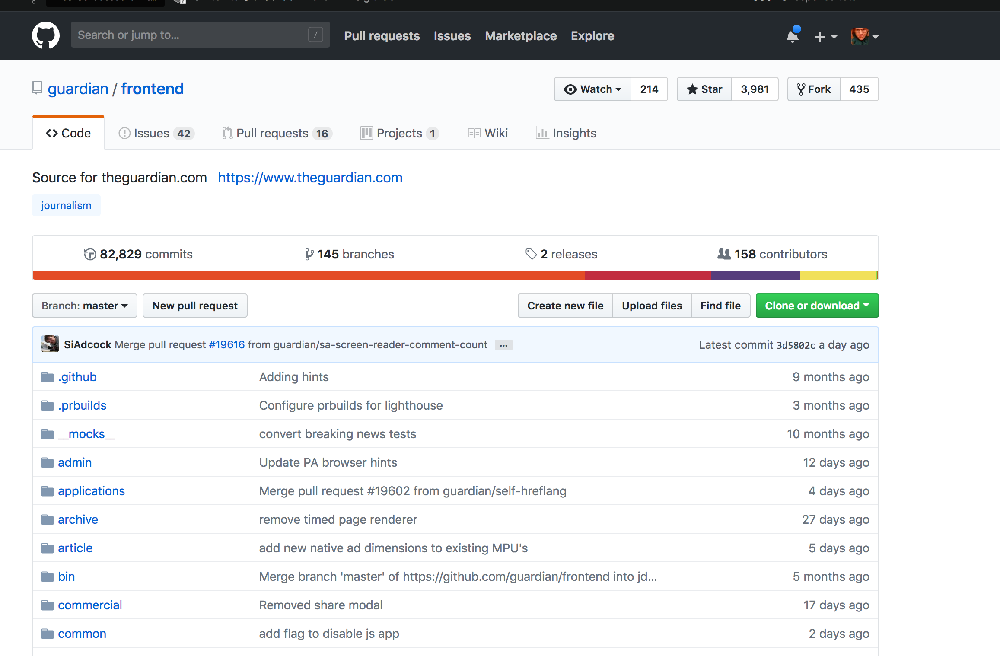 Search or jump to... /
Pull requests Issues Marketplace Explore
guardian / frontend
Watch 214 Star 3,981 Fork 435
Code Issues 42 Pull requests 16 Projects 1 Wiki Insights
Source for theguardian.com https://www.theguardian.com
journalism
82,829 commits 145 branches 2 releases 158 contributors
Branch: master New pull request Create new file Upload files Find file Clone or download
SiAdcock Merge pull request #19616 from guardian/sa-screen-reader-comment-count ... Latest commit 3d5802c a day ago
.github Adding hints 9 months ago
.prbuilds Configure prbuilds for lighthouse 3 months ago
__mocks__ convert breaking news tests 10 months ago
admin Update PA browser hints 12 days ago
applications Merge pull request #19602 from guardian/self-hreflang 4 days ago
archive remove timed page renderer 27 days ago
article add new native ad dimensions to existing MPU's 5 days ago
bin Merge branch 'master' of https://github.com/guardian/frontend into jd... 5 months ago
commercial Removed share modal 17 days ago
common add flag to disable js app 2 days ago